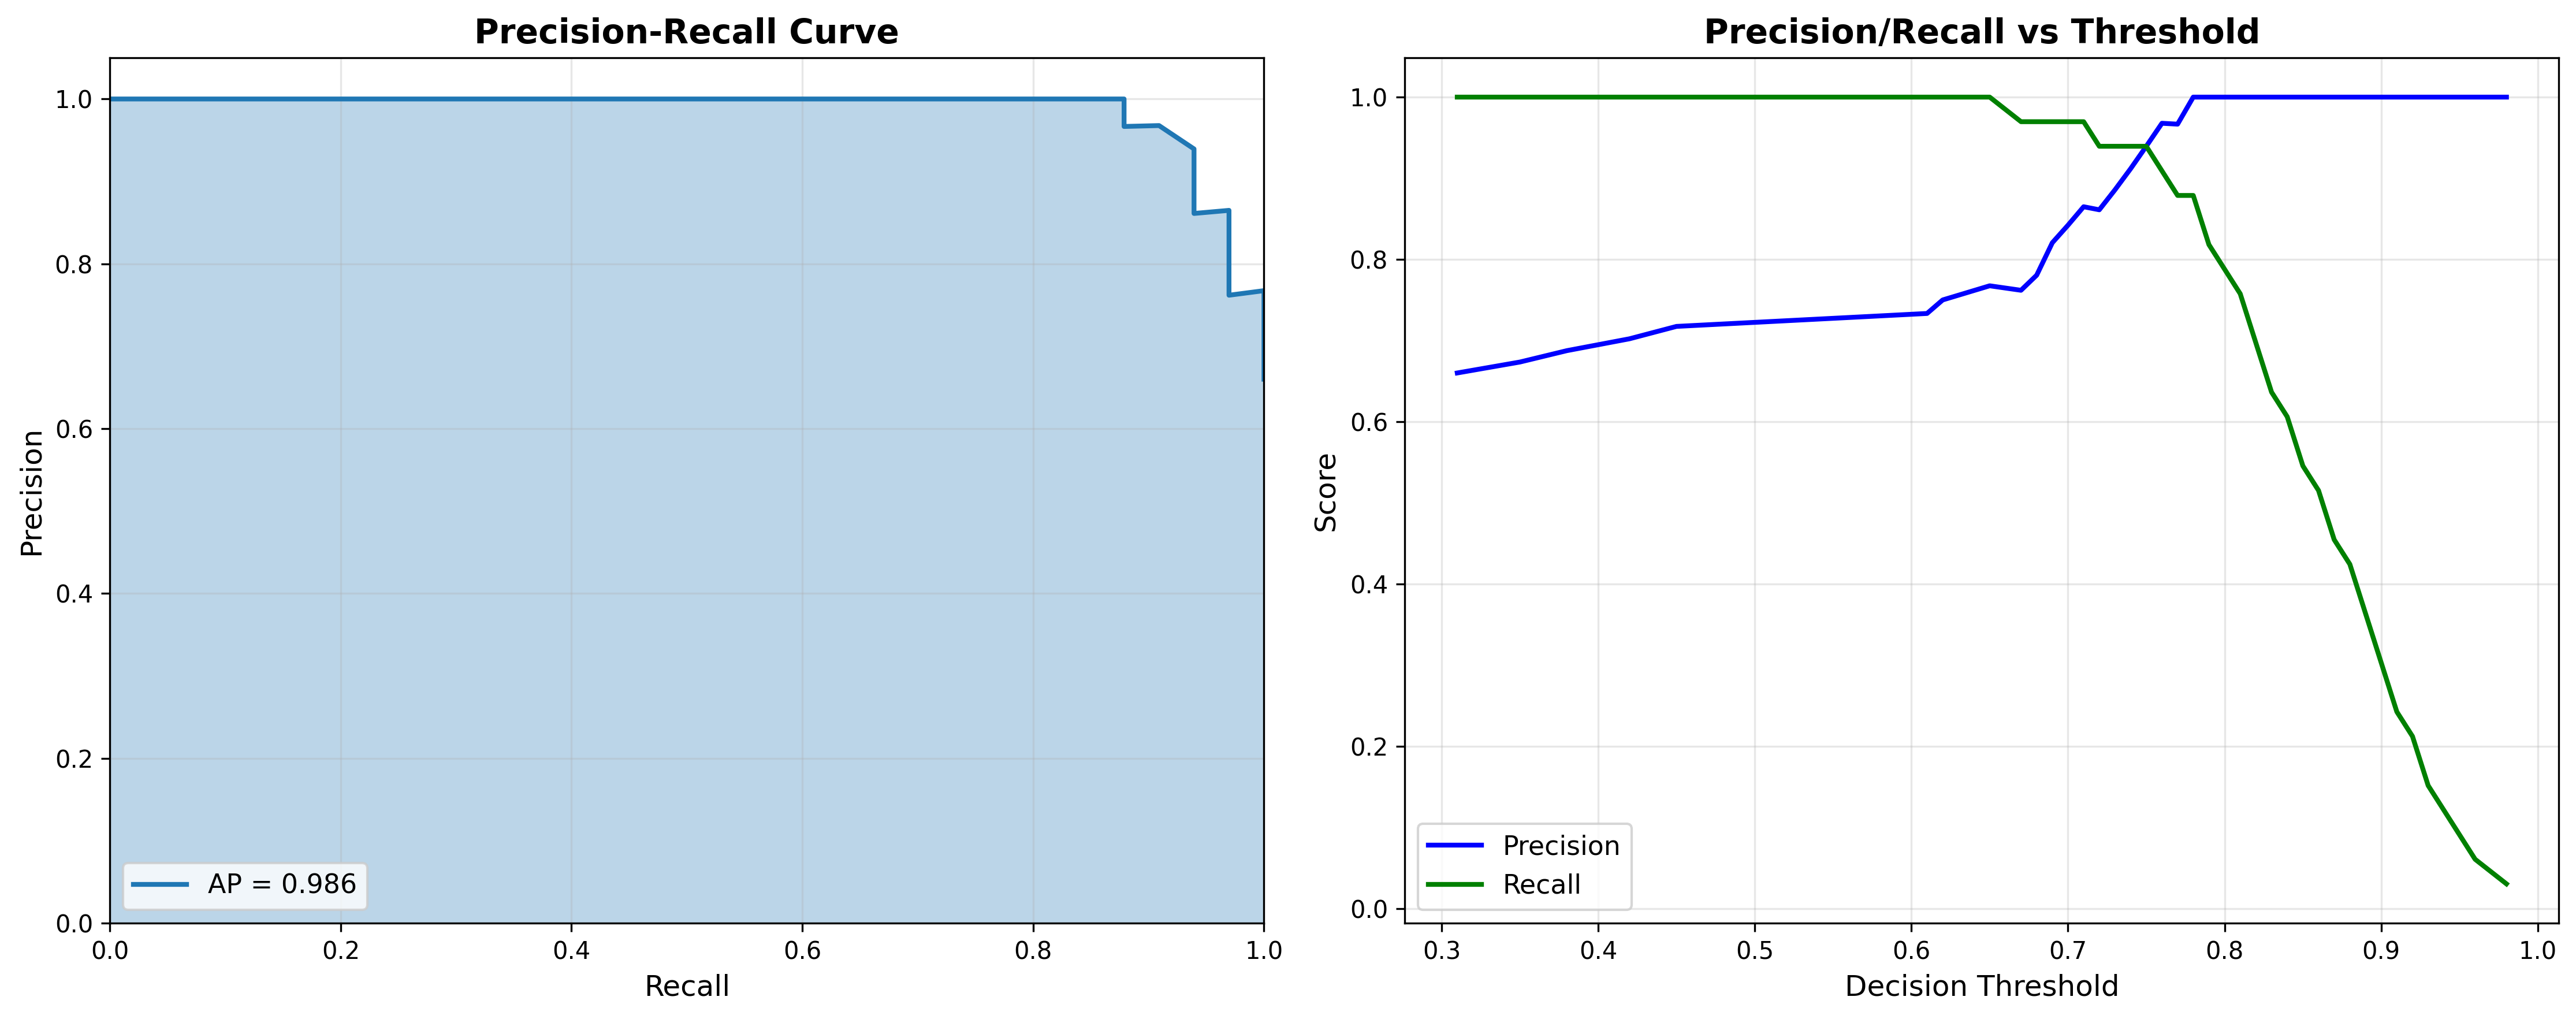 Precision-Recall Curve
Precision
1.0
0.8
0.6
0.4
0.2
0.0
AP = 0.986
0.0 0.2 0.4 0.6 0.8 1.0
Recall
Precision/Recall vs Threshold
Score
1.0
0.8
0.6
0.4
0.2
0.0
Precision
Recall
0.3 0.4 0.5 0.6 0.7 0.8 0.9 1.0
Decision Threshold